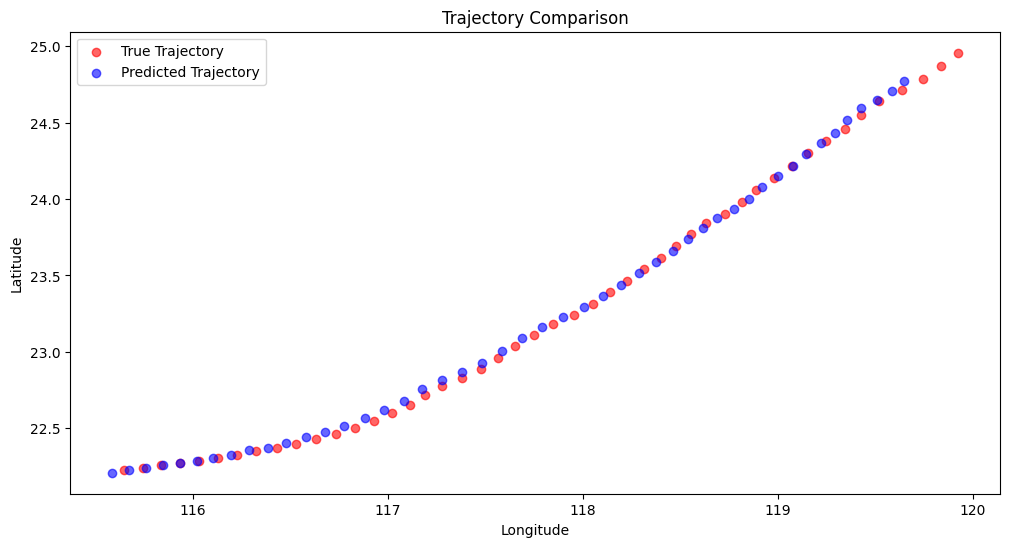 Trajectory Comparison
True Trajectory
Predicted Trajectory
25.0
24.5
24.0
23.5
23.0
22.5
Latitude
116
117
118
119
120
Longitude